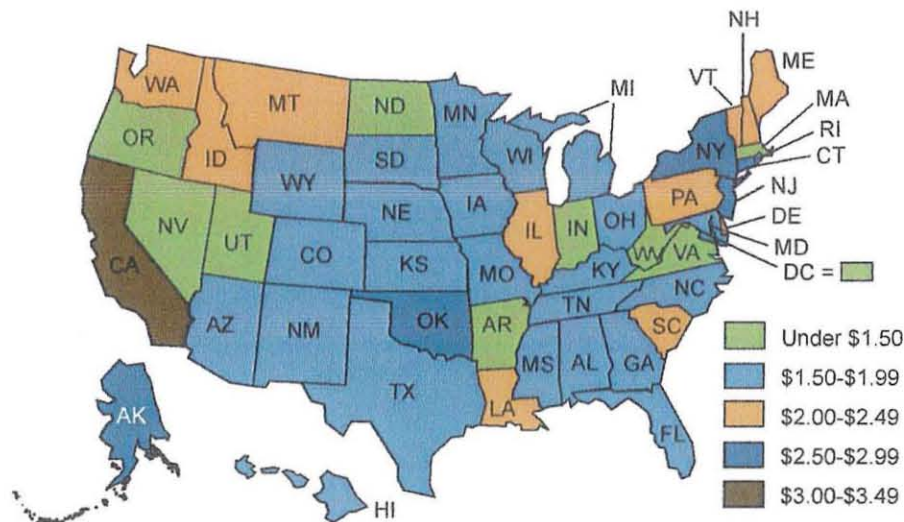 NH
ME
VT
MI
MA
RI
CT
NJ
DE
MD
DC =
WA
MT
ND
MN
OR
ID
SD
WI
NY
WY
IA
PA
NE
NV
UT
IL
IN
OH
CO
WV
VA
CA
KS
MO
KY
NC
TN
AZ
NM
OK
AR
SC
MS
AL
GA
TX
LA
FL
AK
HI
Under $1.50
$1.50-$1.99
$2.00-$2.49
$2.50-$2.99
$3.00-$3.49